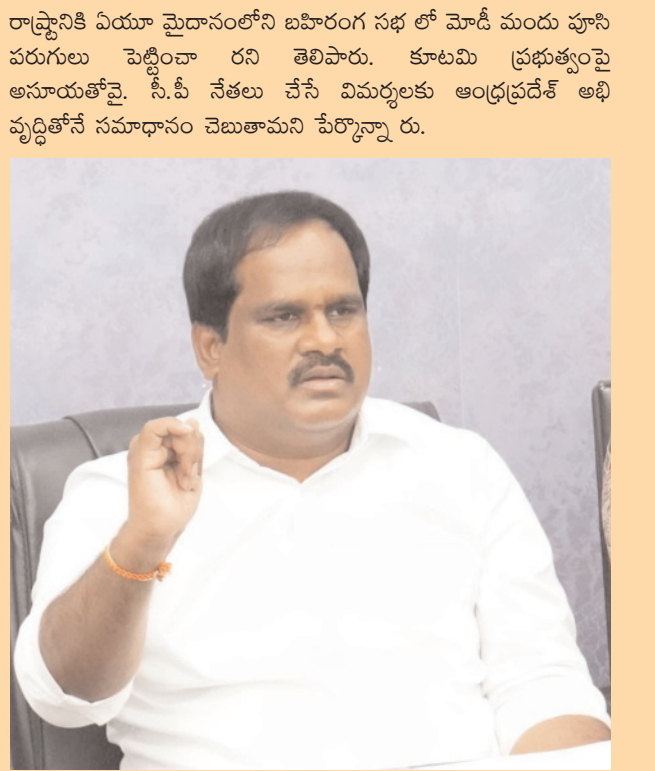 రాష్ట్రానికి ఏయూ మైదానంలోని బహిరంగ సభ లో మోడీ మందు పూసి
పరుగులు పెట్టించా రని తెలిపారు. కూటమి ప్రభుత్వంపై
అసూయతోవై. సీ.పీ నేతలు చేసే విమర్శలకు ఆంధ్రప్రదేశ్ అభి
వృద్ధితోనే సమాధానం చెబుతామని పేర్కొన్నా రు.